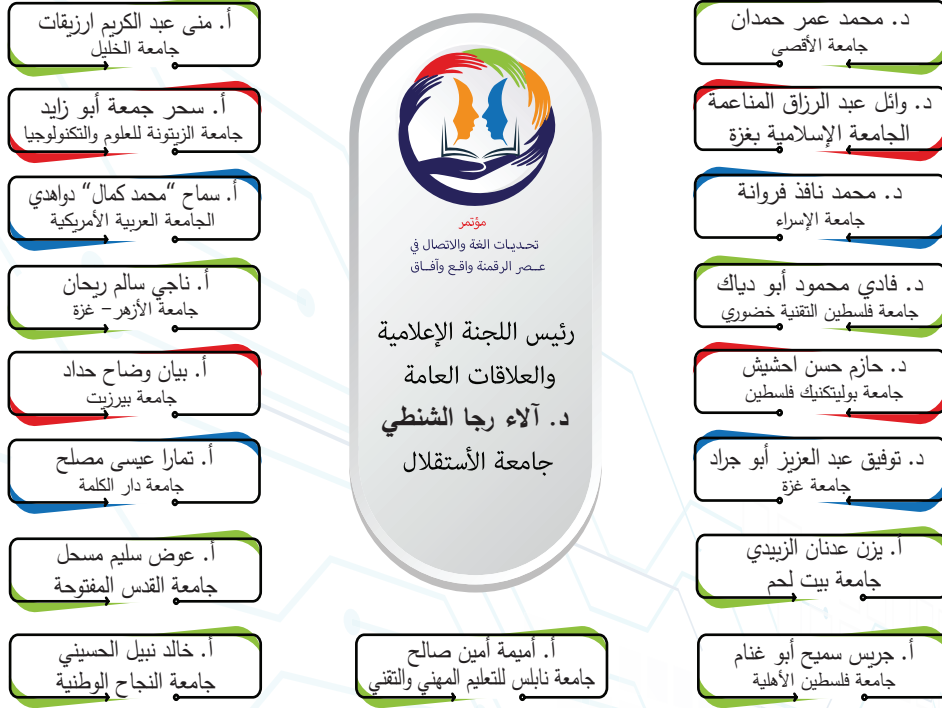 د. محمد عمر حمدان
جامعة الأقصى
د. وائل عبد الرزاق المناعمة
الجامعة الإسلامية بغزة
د. محمد نافذ فروانة
جامعة الإسراء
د. فادي محمود أبو دياك
جامعة فلسطين التقنية خضوري
د. حازم حسن احشيش
جامعة بوليتكنيك فلسطين
د. توفيق عبد العزيز أبو جراد
جامعة غزة
أ. يزن عدنان الزبيدي
جامعة بيت لحم
أ. جريس سميح أبو غنام
جامعة فلسطين الأهلية
مؤتمر
تحديات الغة والاتصال في
عصر الرقمنة واقع وآفاق
رئيس اللجنة الإعلامية
والعلاقات العامة
د. آلاء رجا الشنطي
جامعة الأستقلال
أ. أميمة أمين صالح
جامعة نابلس للتعليم المهني والتقني
أ. منى عبد الكريم ارزيقات
جامعة الخليل
أ. سحر جمعة أبو زايد
جامعة الزيتونة للعلوم والتكنولوجيا
أ. سماح “محمد كمال“ دواهدي
الجامعة العربية الأمريكية
أ. ناجي سالم ريحان
جامعة الأزهر – غزة
أ. بيان وضاح حداد
جامعة بيرزيت
أ. تمارا عيسى مصلح
جامعة دار الكلمة
أ. عوض سليم مسحل
جامعة القدس المفتوحة
أ. خالد نبيل الحسيني
جامعة النجاح الوطنية